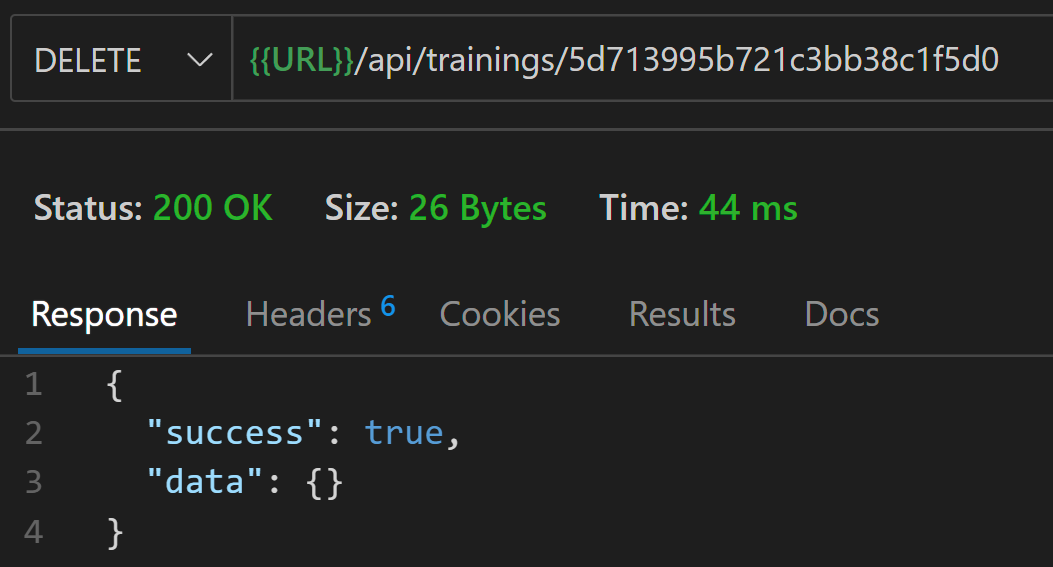 DELETE {{URL}}/api/trainings/5d713995b721c3bb38c1f5d0
Status: 200 OK Size: 26 Bytes Time: 44 ms
Response Headers 6 Cookies Results Docs
1 {
2 "success": true,
3 "data": {}
4 }